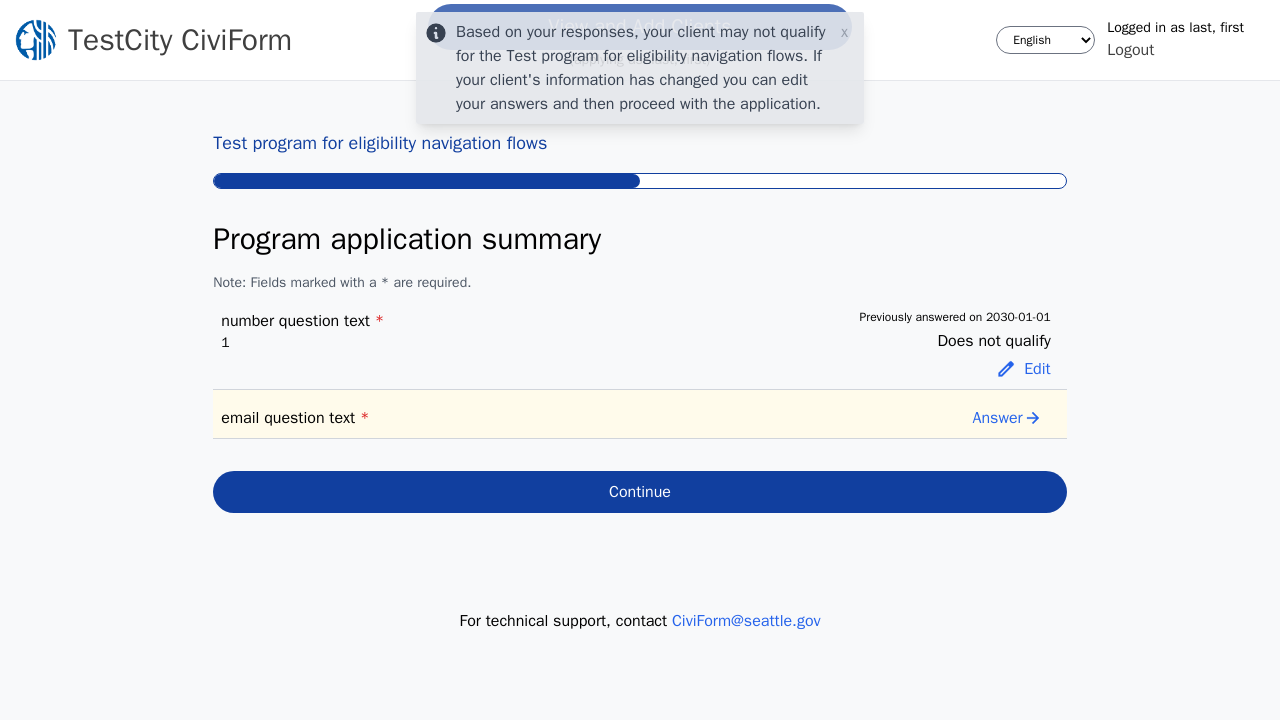 TestCity CiviForm
View and Add Clients
Based on your responses, your client may not qualify
for the Test program for eligibility navigation flows. If
your client's information has changed you can edit
your answers and then proceed with the application.
x
English
Logged in as last, first
Logout
Test program for eligibility navigation flows
Program application summary
Note: Fields marked with a * are required.
number question text *
1
Previously answered on 2030-01-01
Does not qualify
Edit
email question text *
Answer
Continue
For technical support, contact CiviForm@seattle.gov